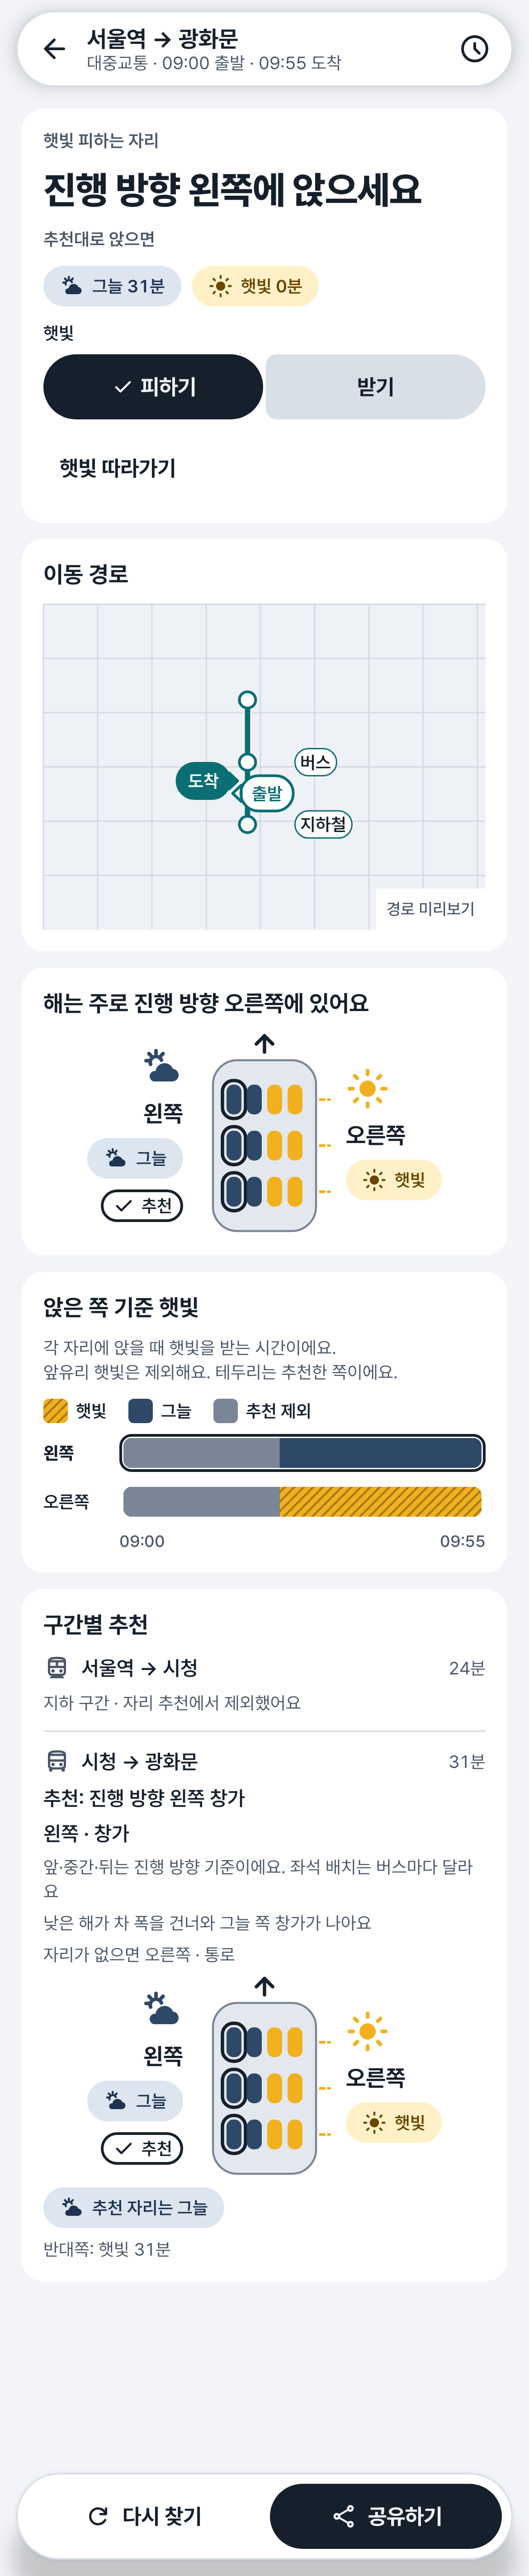 서울역 → 광화문
대중교통 · 09:00 출발 · 09:55 도착
햇빛 피하는 자리
진행 방향 왼쪽에 앉으세요
추천대로 앉으면
그늘 31분
햇빛 0분
햇빛
피하기
받기
햇빛 따라가기
이동 경로
버스
도착
출발
지하철
경로 미리보기
해는 주로 진행 방향 오른쪽에 있어요
왼쪽
오른쪽
그늘
햇빛
추천
앉은 쪽 기준 햇빛
각 자리에 앉을 때 햇빛을 받는 시간이에요.
앞유리 햇빛은 제외해요. 테두리는 추천한 쪽이에요.
햇빛
그늘
추천 제외
왼쪽
오른쪽
09:00
09:55
구간별 추천
서울역 → 시청
24분
지하 구간 · 자리 추천에서 제외했어요
시청 → 광화문
31분
추천: 진행 방향 왼쪽 창가
왼쪽 · 창가
앞·중간·뒤는 진행 방향 기준이에요. 좌석 배치는 버스마다 달라
요
낮은 해가 차 폭을 건너와 그늘 쪽 창가가 나아요
자리가 없으면 오른쪽 · 통로
왼쪽
오른쪽
그늘
햇빛
추천
추천 자리는 그늘
반대쪽: 햇빛 31분
다시 찾기
공유하기